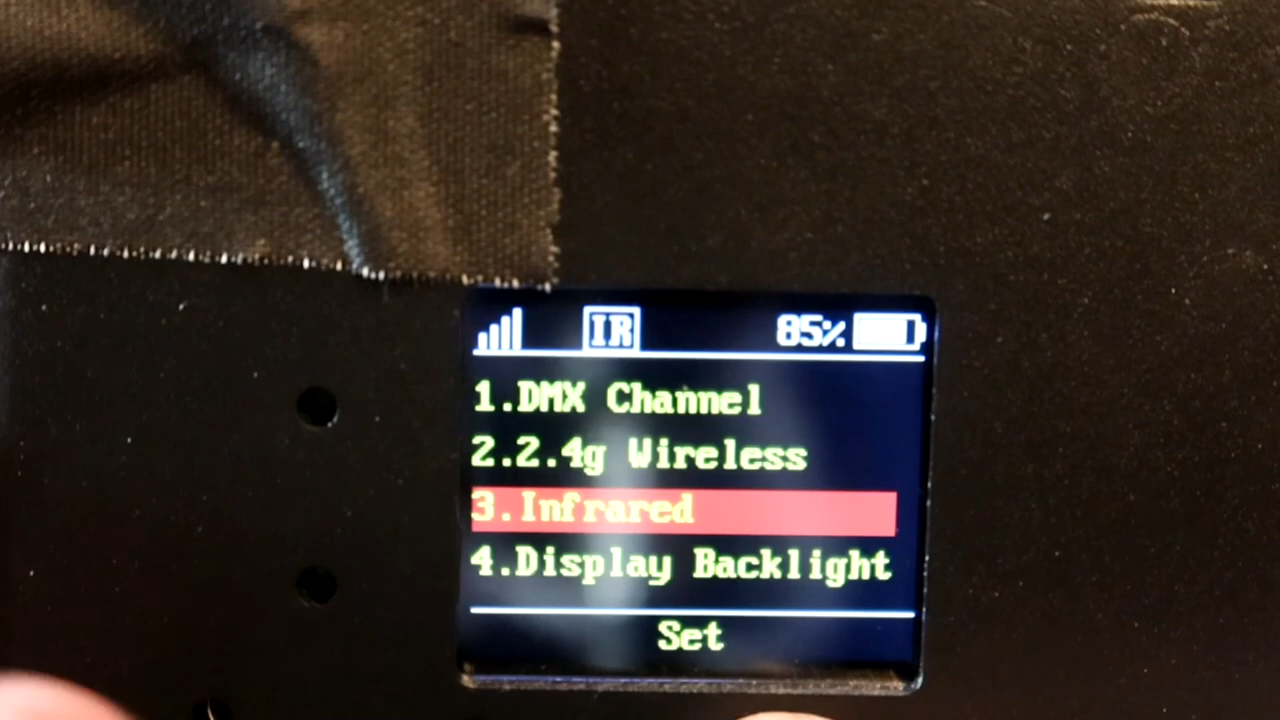 IR 85%
1.DMX Channel
2.2.4g Wireless
3.Infrared
4.Display Backlight
Set